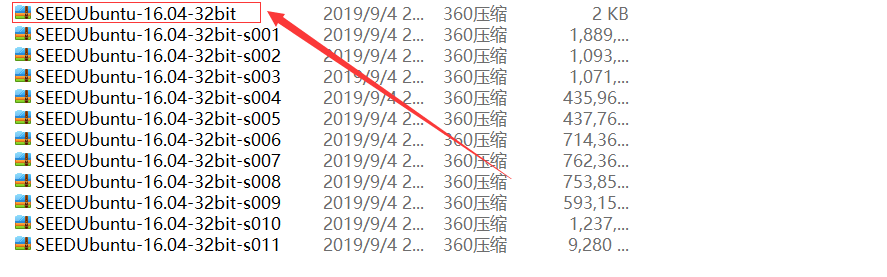 SEEDUbuntu-16.04-32bit 2019/9/4 2... 360压缩 2 KB
SEEDUbuntu-16.04-32bit-s001 2019/9/4 2... 360压缩 1,889,...
SEEDUbuntu-16.04-32bit-s002 2019/9/4 2... 360压缩 1,093,...
SEEDUbuntu-16.04-32bit-s003 2019/9/4 2... 360压缩 1,071,...
SEEDUbuntu-16.04-32bit-s004 2019/9/4 2... 360压缩 435,96...
SEEDUbuntu-16.04-32bit-s005 2019/9/4 2... 360压缩 437,76...
SEEDUbuntu-16.04-32bit-s006 2019/9/4 2... 360压缩 714,36...
SEEDUbuntu-16.04-32bit-s007 2019/9/4 2... 360压缩 762,36...
SEEDUbuntu-16.04-32bit-s008 2019/9/4 2... 360压缩 753,85...
SEEDUbuntu-16.04-32bit-s009 2019/9/4 2... 360压缩 593,15...
SEEDUbuntu-16.04-32bit-s010 2019/9/4 2... 360压缩 1,237,...
SEEDUbuntu-16.04-32bit-s011 2019/9/4 2... 360压缩 9,280 ...